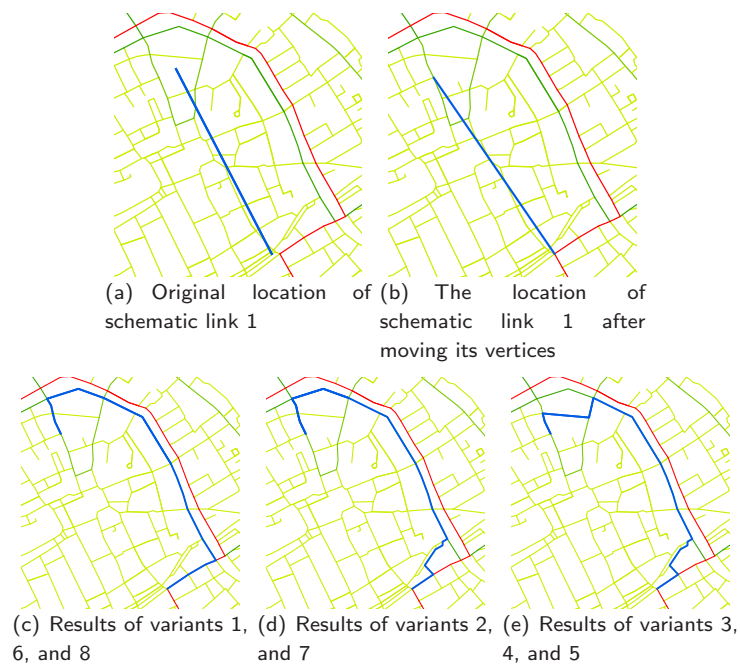 (a) Original location of
schematic link 1
(b) The location of
schematic link 1 after
moving its vertices
(c) Results of variants 1,
6, and 8
(d) Results of variants 2,
and 7
(e) Results of variants 3,
4, and 5